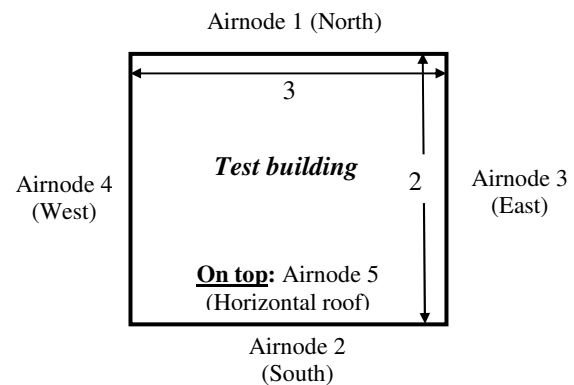 Airnode 1 (North)
3
Test building
2
Airnode 4
(West)
Airnode 3
(East)
On top: Airnode 5
(Horizontal roof)
Airnode 2
(South)